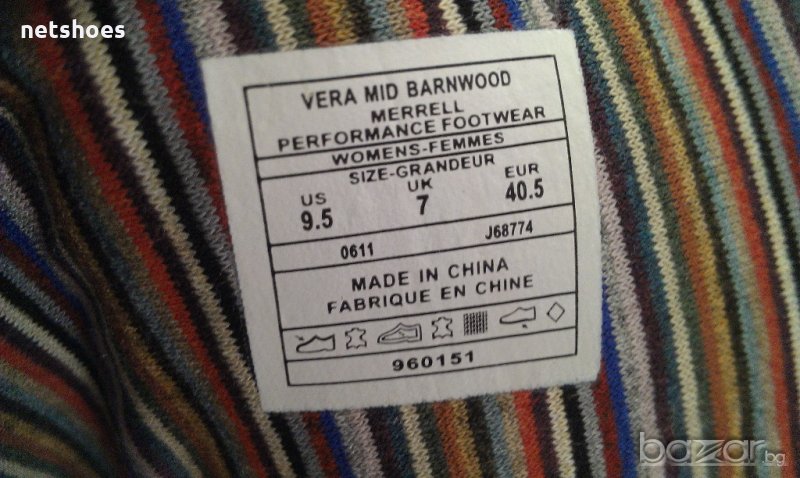 netshoes
VERA MID BARNWOOD
MERRELL
PERFORMANCE FOOTWEAR
WOMENS-FEMMES
SIZE-GRANDEUR
US UK EUR
9.5 7 40.5
0611 J68774
MADE IN CHINA
FABRIQUE EN CHINE
960151
bazar.bg